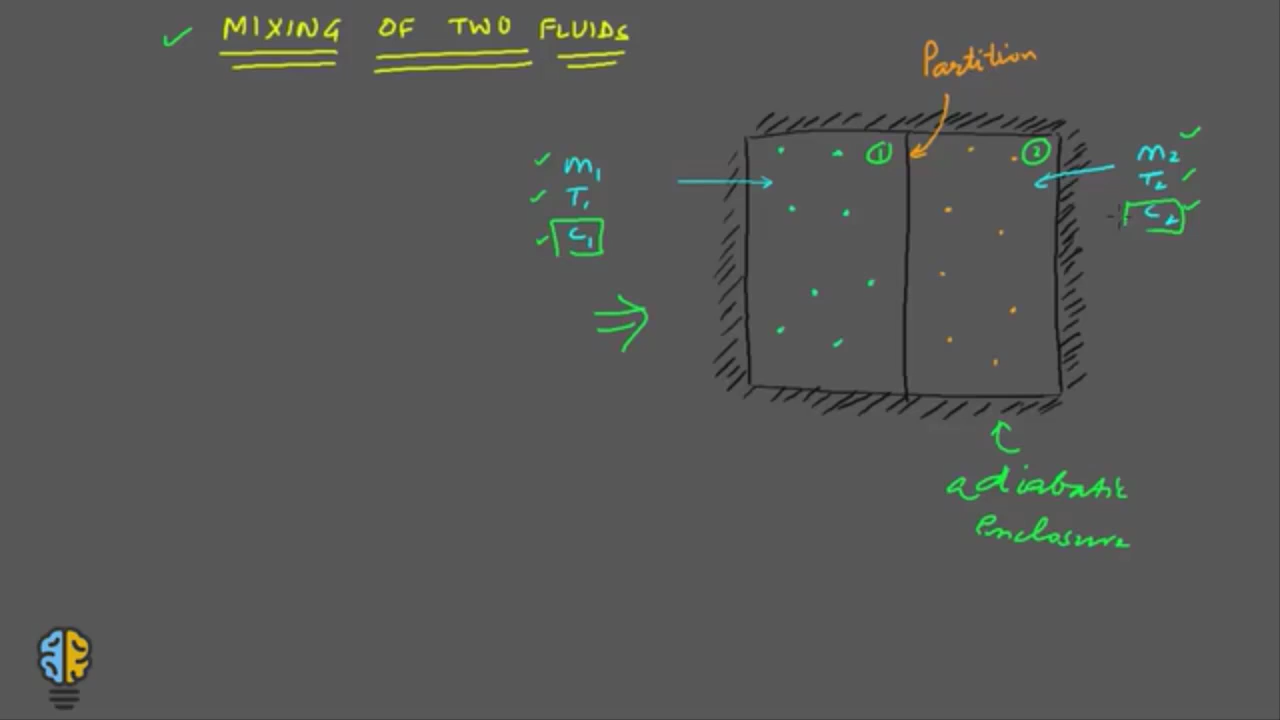 ✓ MIXING OF TWO FLUIDS
Partition
① ②
✓ m₁
✓ T₁
✓ c₁
m₂ ✓
T₂ ✓
c₂ ✓
adiabatic
enclosure